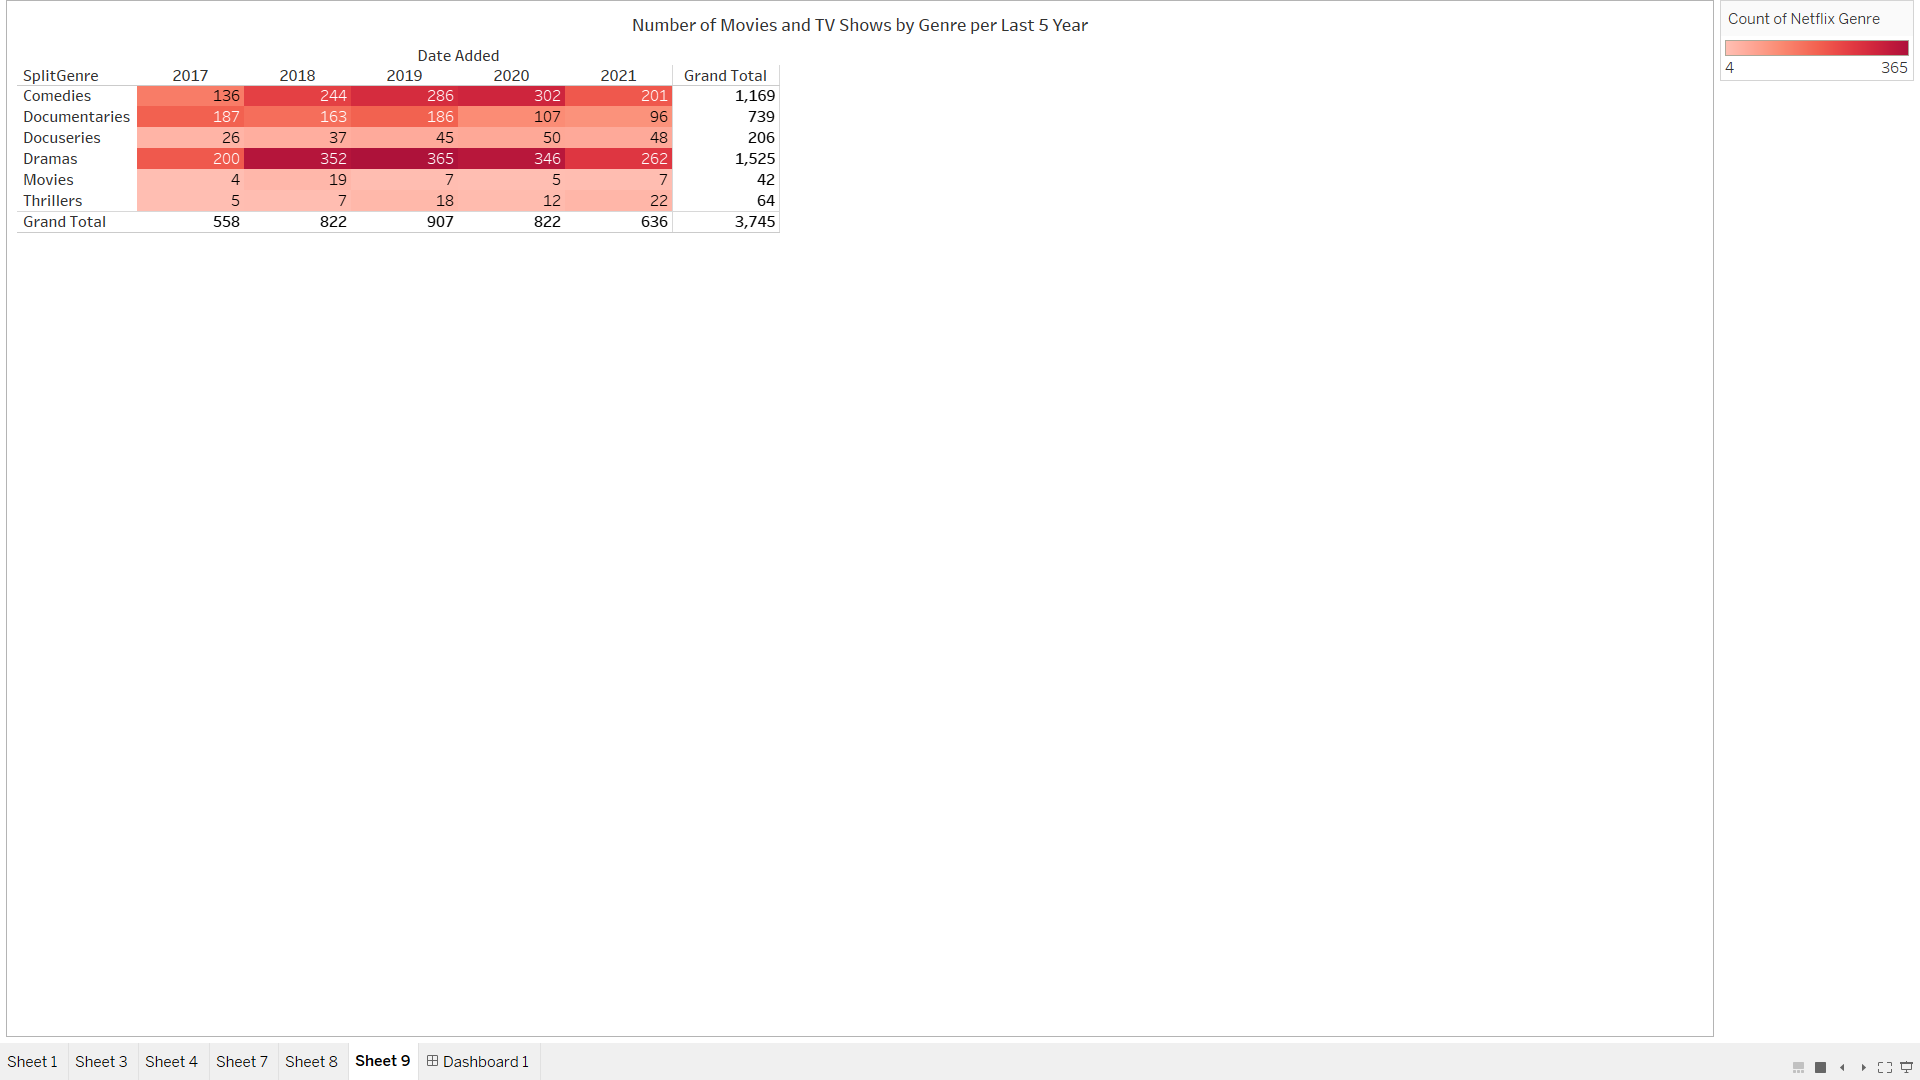 Number of Movies and TV Shows by Genre per Last 5 Year
Count of Netflix Genre
4 365
Date Added
SplitGenre 2017 2018 2019 2020 2021 Grand Total
Comedies 136 244 286 302 201 1,169
Documentaries 187 163 186 107 96 739
Docuseries 26 37 45 50 48 206
Dramas 200 352 365 346 262 1,525
Movies 4 19 7 5 7 42
Thrillers 5 7 18 12 22 64
Grand Total 558 822 907 822 636 3,745
Sheet 1 Sheet 3 Sheet 4 Sheet 7 Sheet 8 Sheet 9 Dashboard 1